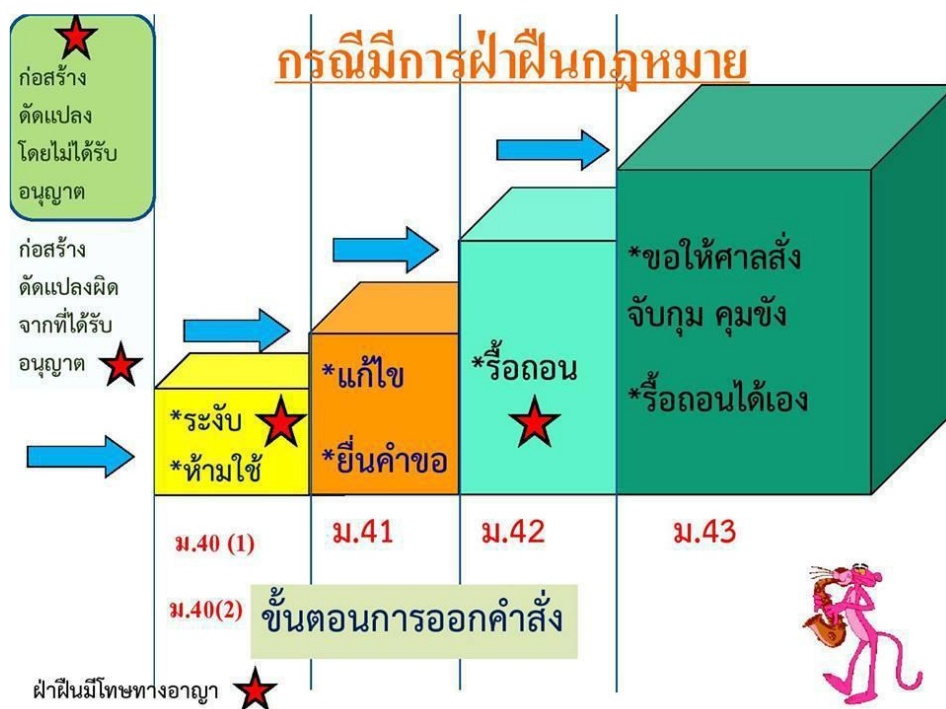 กรณีมีการฝ่าฝืนกฎหมาย
ก่อสร้าง
ดัดแปลง
โดยไม่ได้รับ
อนุญาต
ก่อสร้าง
ดัดแปลงผิด
จากที่ได้รับ
อนุญาต
*ระงับ
*ห้ามใช้
*แก้ไข
*ยื่นคำขอ
*รื้อถอน
*ขอให้ศาลสั่ง
จับกุม คุมขัง
*รื้อถอนได้เอง
ม.40 (1)
ม.40(2)
ม.41
ม.42
ม.43
ขั้นตอนการออกคำสั่ง
ฝ่าฝืนมีโทษทางอาญา